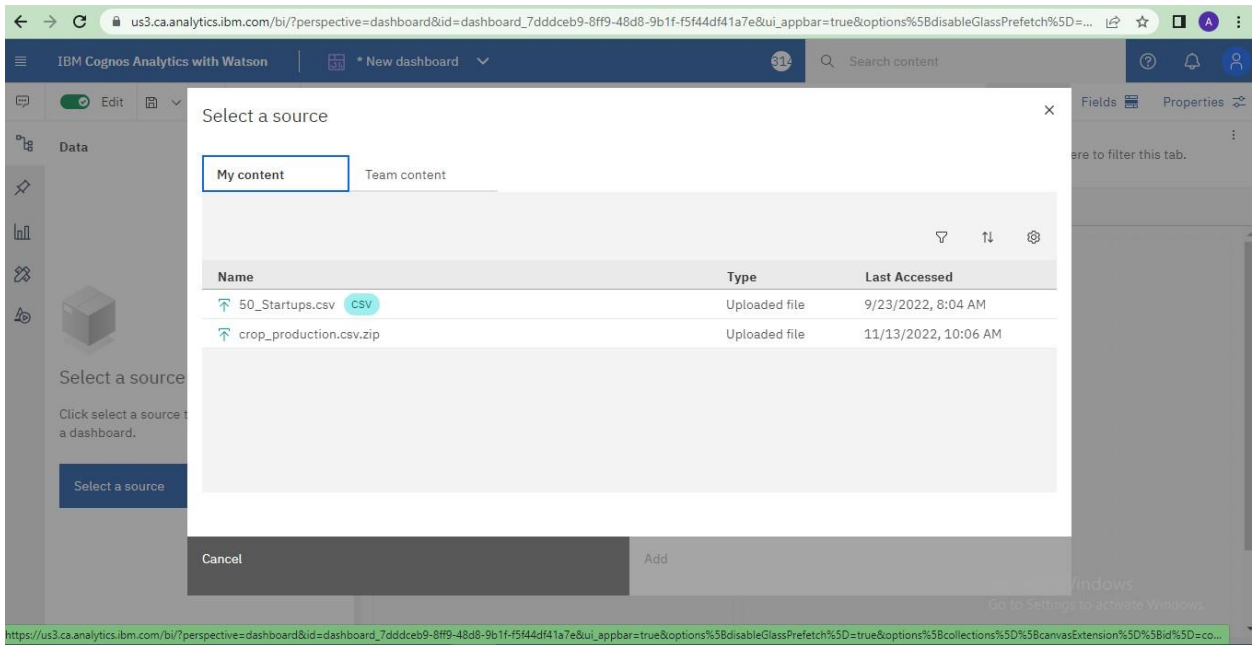 us3.ca.analytics.ibm.com/bi/?perspective=dashboard&id=dashboard_7dddceb9-8ff9-48d8-9b1f-f5f44df41a7e&ui_appbar=true&options%5BdisableGlassPrefetch%5D=... A
IBM Cognos Analytics with Watson * New dashboard 314 Search content
Edit Fields Properties
Select a source
Data
ere to filter this tab.
My content Team content
Name Type Last Accessed
50_Startups.csv CSV Uploaded file 9/23/2022, 8:04 AM
crop_production.csv.zip Uploaded file 11/13/2022, 10:06 AM
Select a source
Click select a source t
a dashboard.
Select a source
Cancel Add
Windows
Go to Settings to activate Windows.
https://us3.ca.analytics.ibm.com/bi/?perspective=dashboard&id=dashboard_7dddceb9-8ff9-48d8-9b1f-f5f44df41a7e&ui_appbar=true&options%5BdisableGlassPrefetch%5D=true&options%5Bcollections%5D%5BcanvasExtension%5D%5Bid%5D=co...